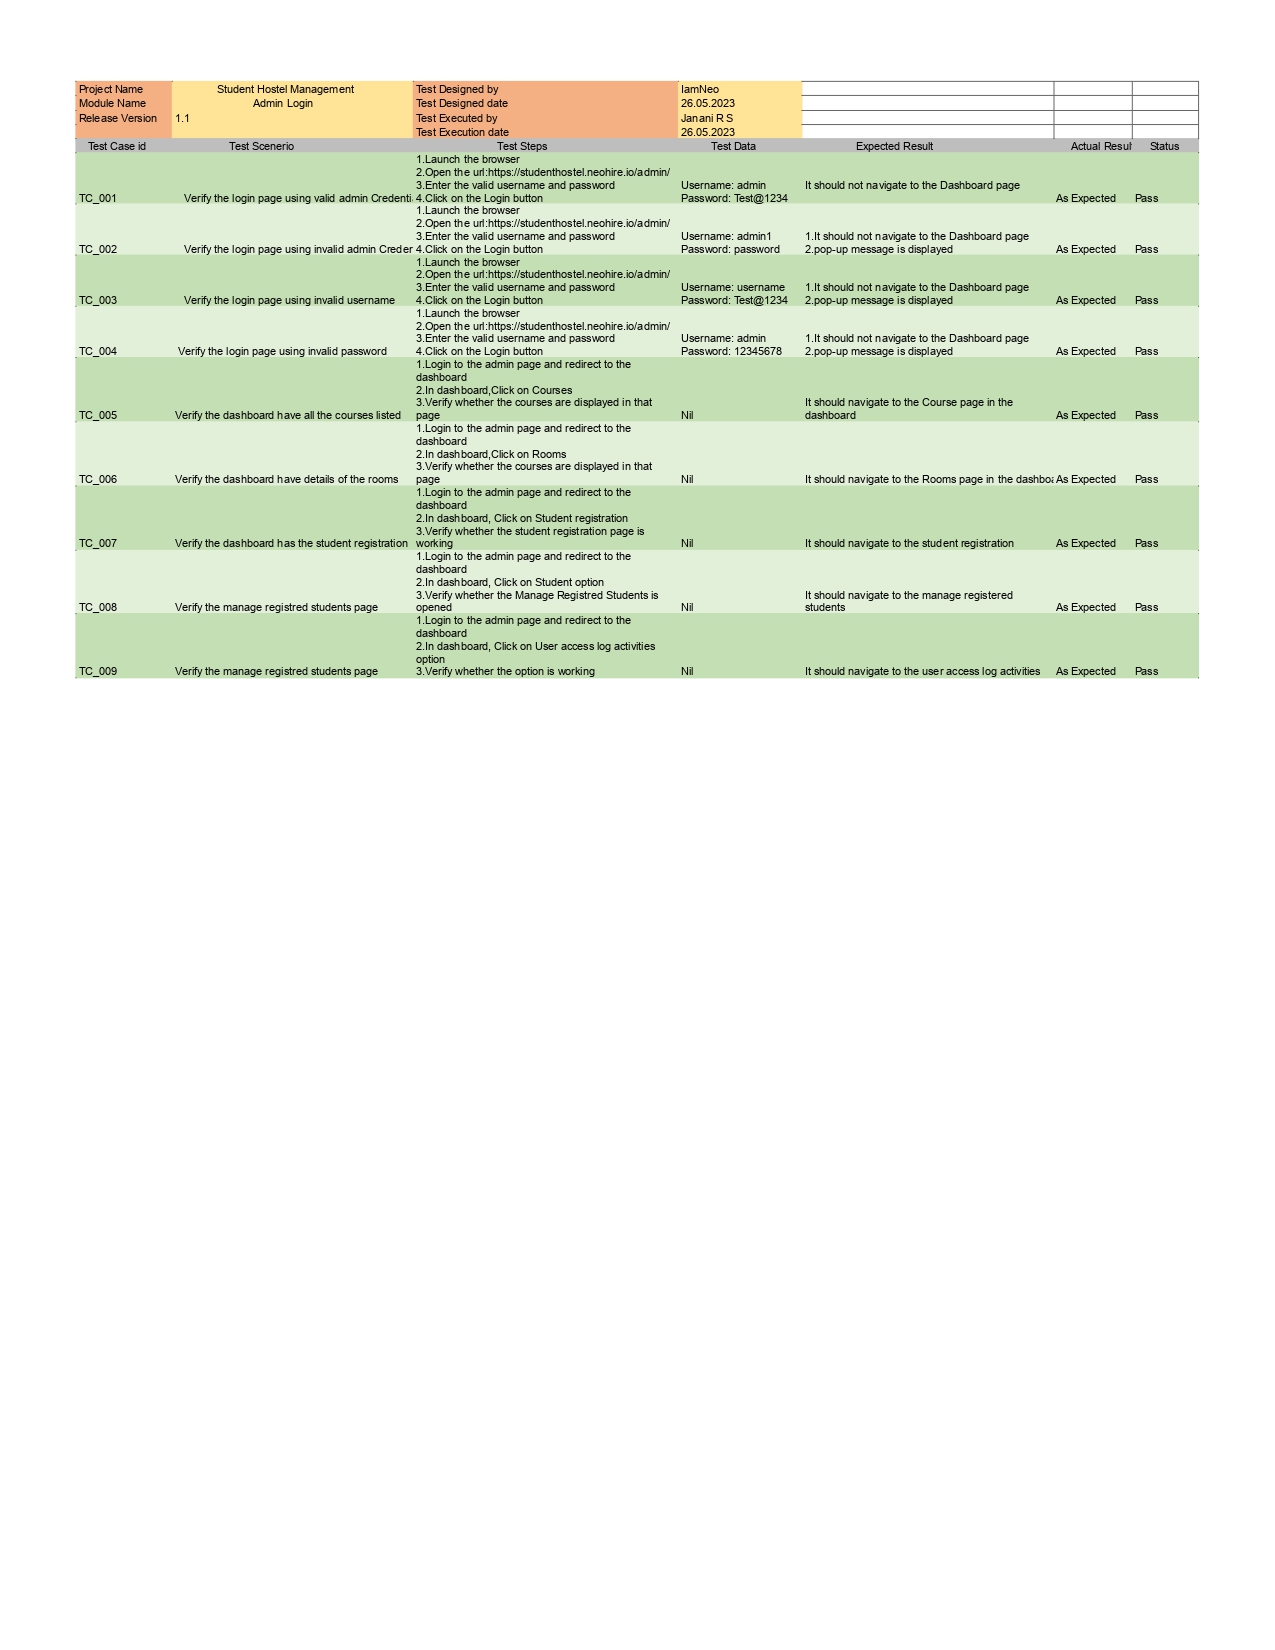 Project Name Student Hostel Management Test Designed by IamNeo
Module Name Admin Login Test Designed date 26.05.2023
Release Version 1.1 Test Executed by Janani R S
Test Execution date 26.05.2023
Test Case id Test Scenerio Test Steps Test Data Expected Result Actual Resul Status
1.Launch the browser
2.Open the url:https://studenthostel.neohire.io/admin/
3.Enter the valid username and password Username: admin It should not navigate to the Dashboard page
TC_001 Verify the login page using valid admin Credenti 4.Click on the Login button Password: Test@1234 As Expected Pass
1.Launch the browser
2.Open the url:https://studenthostel.neohire.io/admin/
3.Enter the valid username and password Username: admin1 1.It should not navigate to the Dashboard page
TC_002 Verify the login page using invalid admin Creder 4.Click on the Login button Password: password 2.pop-up message is displayed As Expected Pass
1.Launch the browser
2.Open the url:https://studenthostel.neohire.io/admin/
3.Enter the valid username and password Username: username 1.It should not navigate to the Dashboard page
TC_003 Verify the login page using invalid username 4.Click on the Login button Password: Test@1234 2.pop-up message is displayed As Expected Pass
1.Launch the browser
2.Open the url:https://studenthostel.neohire.io/admin/
3.Enter the valid username and password Username: admin 1.It should not navigate to the Dashboard page
TC_004 Verify the login page using invalid password 4.Click on the Login button Password: 12345678 2.pop-up message is displayed As Expected Pass
1.Login to the admin page and redirect to the
dashboard
2.In dashboard,Click on Courses
3.Verify whether the courses are displayed in that It should navigate to the Course page in the
TC_005 Verify the dashboard have all the courses listed page Nil dashboard As Expected Pass
1.Login to the admin page and redirect to the
dashboard
2.In dashboard,Click on Rooms
3.Verify whether the courses are displayed in that
TC_006 Verify the dashboard have details of the rooms page Nil It should navigate to the Rooms page in the dashboa As Expected Pass
1.Login to the admin page and redirect to the
dashboard
2.In dashboard, Click on Student registration
3.Verify whether the student registration page is
TC_007 Verify the dashboard has the student registration working Nil It should navigate to the student registration As Expected Pass
1.Login to the admin page and redirect to the
dashboard
2.In dashboard, Click on Student option
3.Verify whether the Manage Registred Students is It should navigate to the manage registered
TC_008 Verify the manage registred students page opened Nil students As Expected Pass
1.Login to the admin page and redirect to the
dashboard
2.In dashboard, Click on User access log activities
option
TC_009 Verify the manage registred students page 3.Verify whether the option is working Nil It should navigate to the user access log activities As Expected Pass